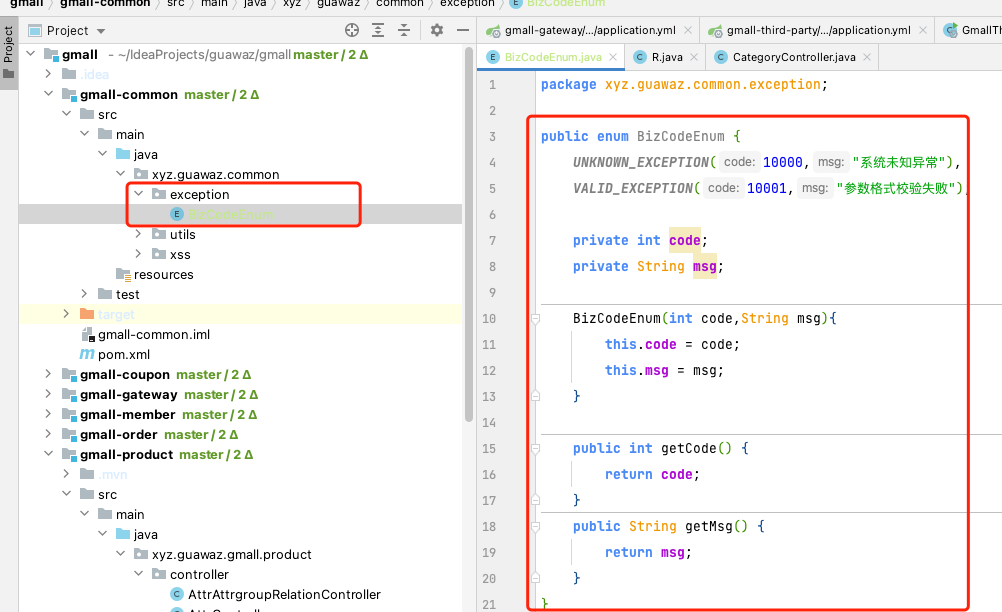 gmall gmall-common src main java xyz guawaz common exception BizCodeEnum
Project
Project
gmall - ~/IdeaProjects/guawaz/gmall master / 2 Δ
.idea
gmall-common master / 2 Δ
src
main
java
xyz.guawaz.common
exception
BizCodeEnum
utils
xss
resources
test
target
gmall-common.iml
pom.xml
gmall-coupon master / 2 Δ
gmall-gateway master / 2 Δ
gmall-member master / 2 Δ
gmall-order master / 2 Δ
gmall-product master / 2 Δ
.mvn
src
main
java
xyz.guawaz.gmall.product
controller
AttrAttrgroupRelationController
gmall-gateway/.../application.yml
gmall-third-party/.../application.yml
GmallTh
BizCodeEnum.java
R.java
CategoryController.java
1 package xyz.guawaz.common.exception;
2
3 public enum BizCodeEnum {
4 UNKNOWN_EXCEPTION( code: 10000, msg: "系统未知异常"),
5 VALID_EXCEPTION( code: 10001, msg: "参数格式校验失败"),
6
7 private int code;
8 private String msg;
9
10 BizCodeEnum(int code,String msg){
11 this.code = code;
12 this.msg = msg;
13 }
14
15 public int getCode() {
16 return code;
17 }
18 public String getMsg() {
19 return msg;
20 }
21 }